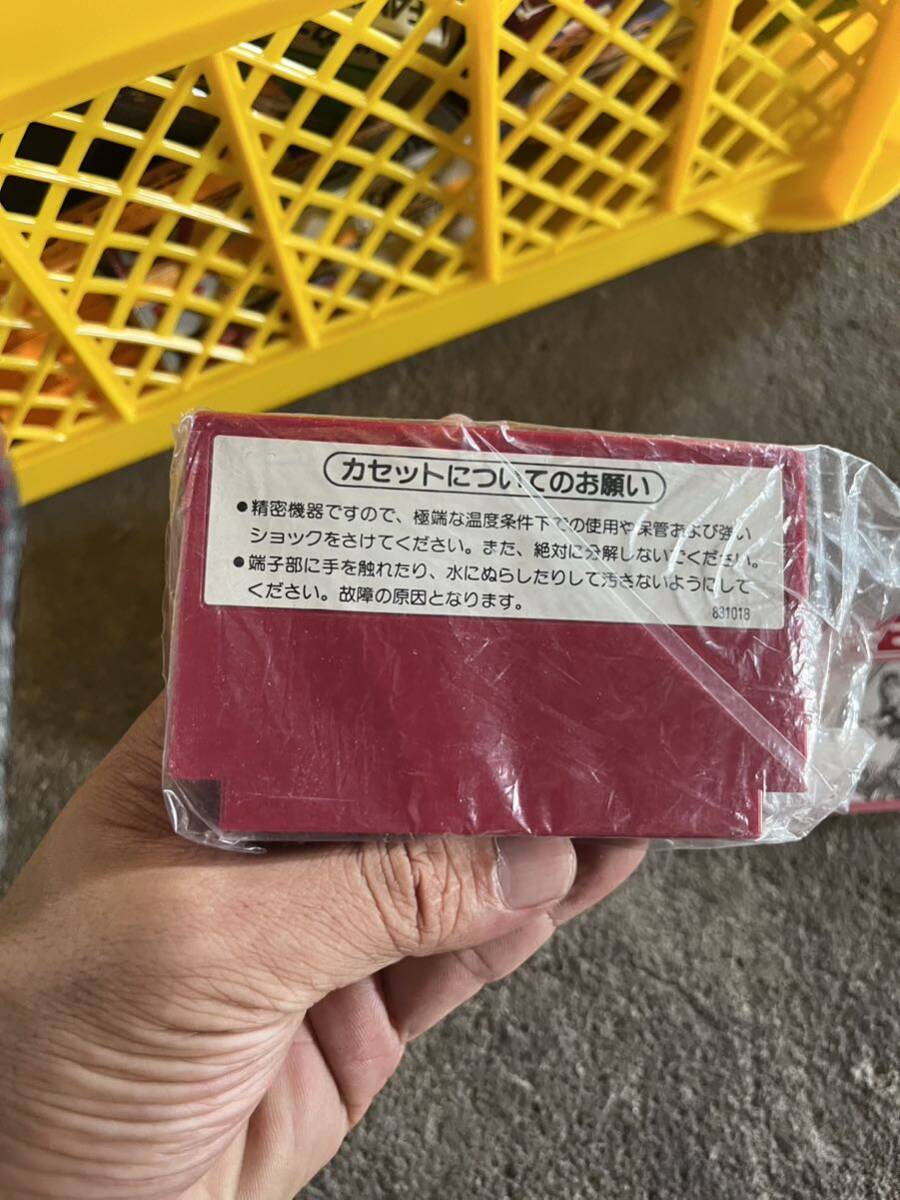 カセットについてのお願い
●精密機器ですので、極端な温度条件下での使用や保管および強い
ショックをさけてください。また、絶対に分解しないでください。
●端子部に手を触れたり、水にぬらしたりして汚さないようにして
ください。故障の原因となります。
831018